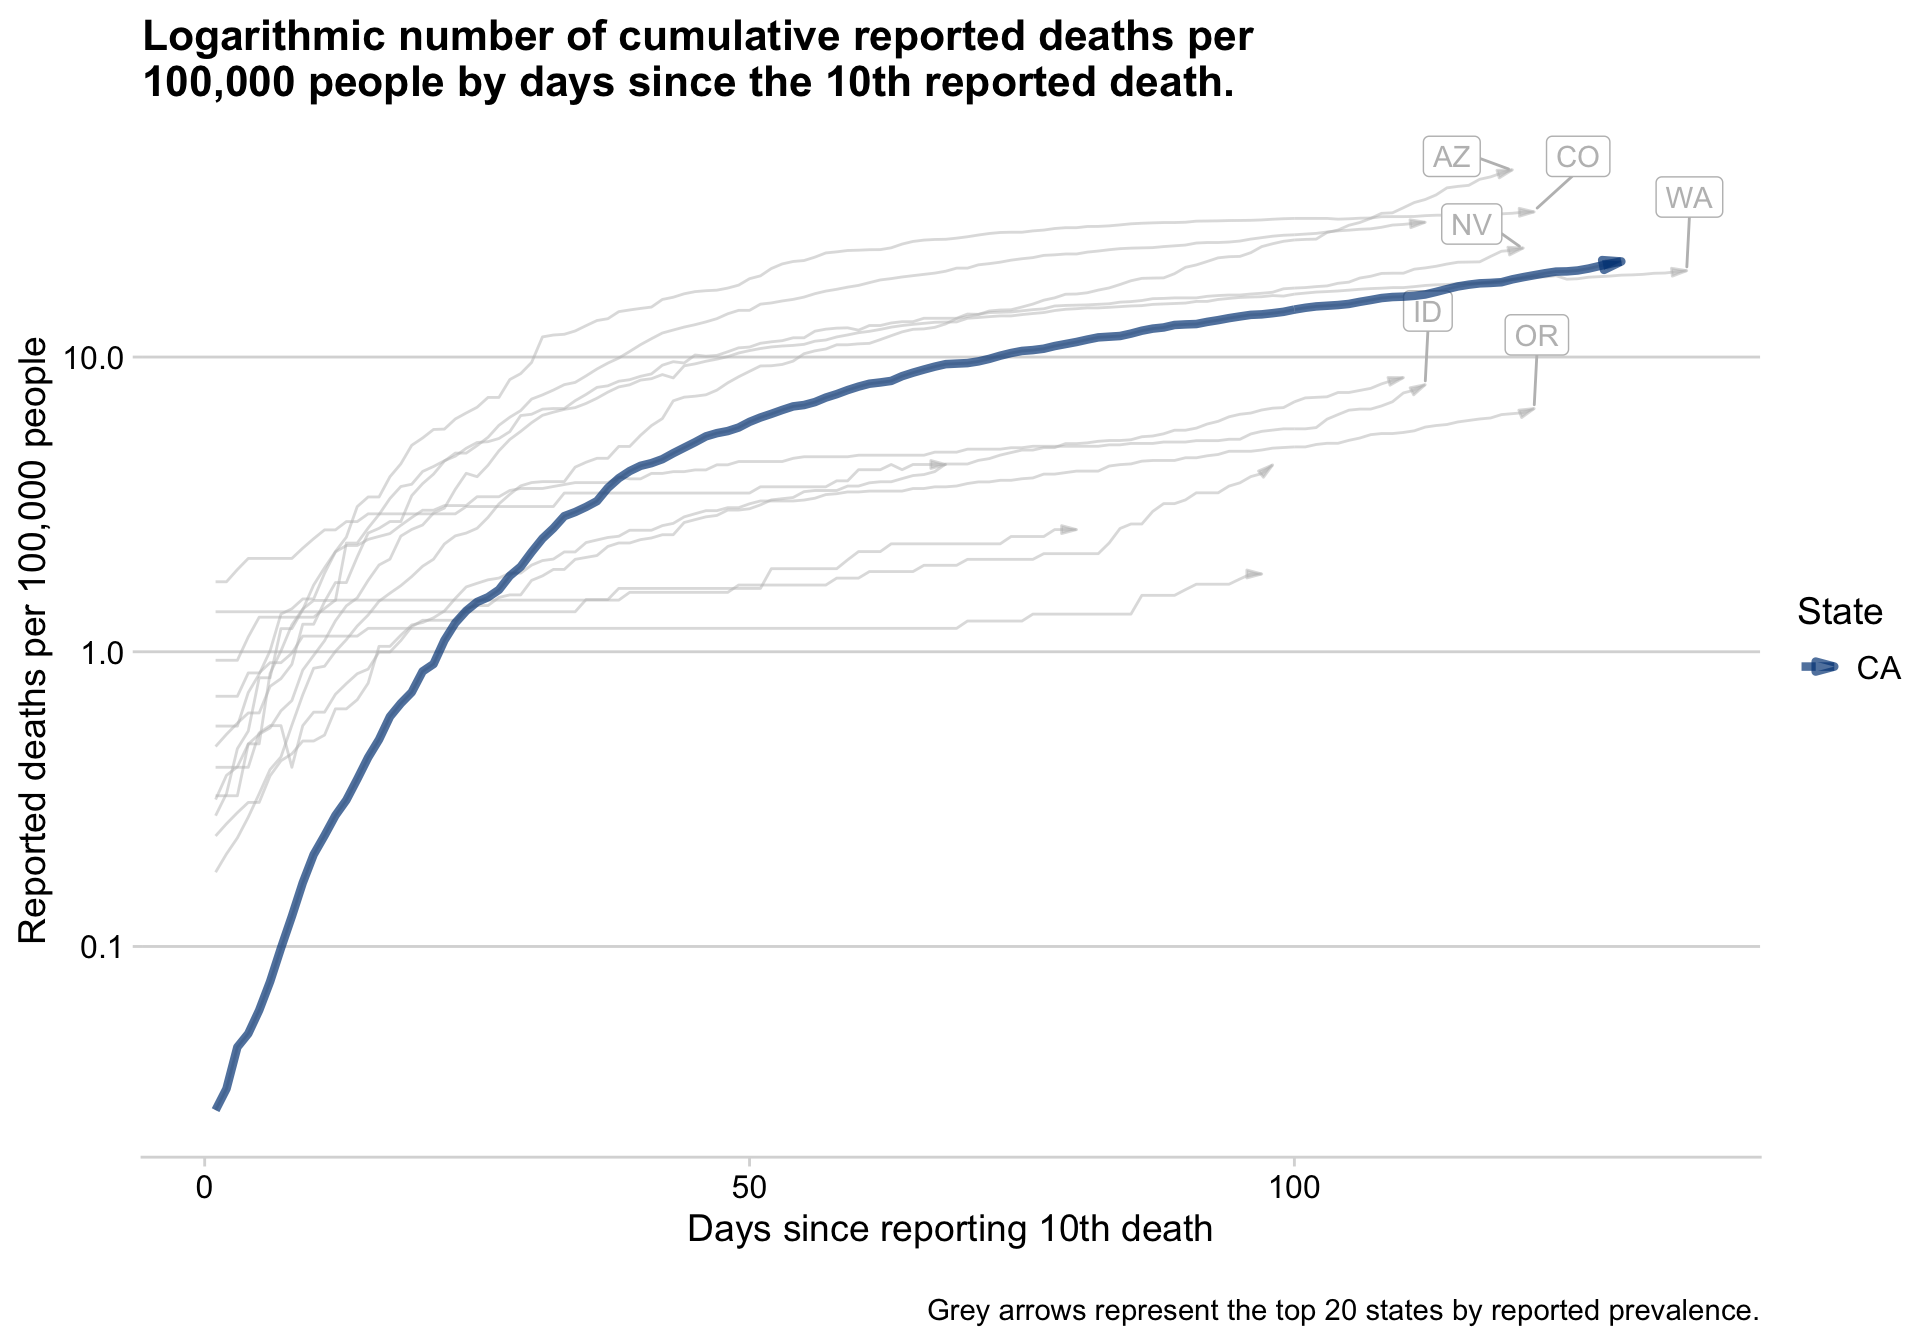 Logarithmic number of cumulative reported deaths per
100,000 people by days since the 10th reported death.
AZ
CO
WA
NV
ID
OR
Reported deaths per 100,000 people
10.0
1.0
0.1
State
CA
0
50
100
Days since reporting 10th death
Grey arrows represent the top 20 states by reported prevalence.